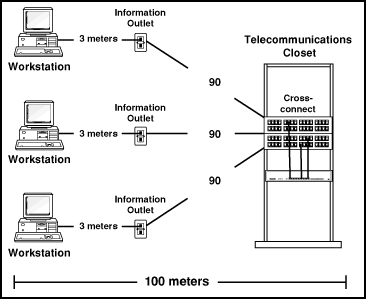 Information
Outlet
3 meters
Workstation
90
Telecommunications
Closet
Cross-
connect
Information
Outlet
3 meters
90
Workstation
90
Information
Outlet
3 meters
Workstation
100 meters